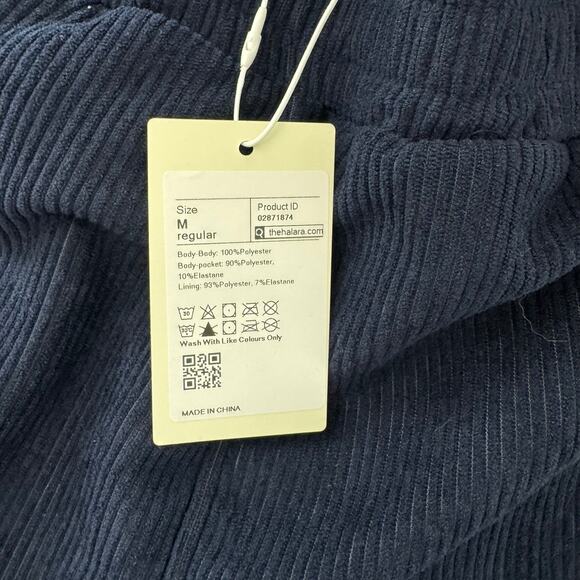 Size
M
regular
Product ID
02871874
thehalara.com
Body-Body: 100%Polyester
Body-pocket: 90%Polyester,
10%Elastane
Lining: 93%Polyester, 7%Elastane
30
30°C
Wash With Like Colours Only
MADE IN CHINA